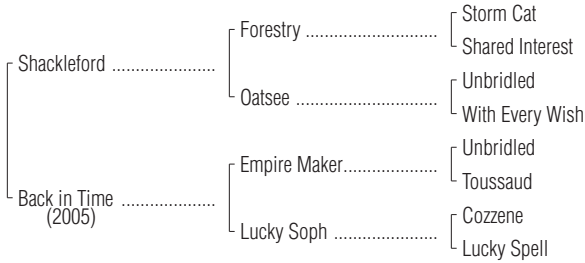 Storm Cat
Forestry ......................
Shared Interest
Shackleford .....................
Unbridled
Oatsee ........................
With Every Wish
Unbridled
Empire Maker...............
Toussaud
Back in Time ...................
(2005)
Cozzene
Lucky Soph .................
Lucky Spell